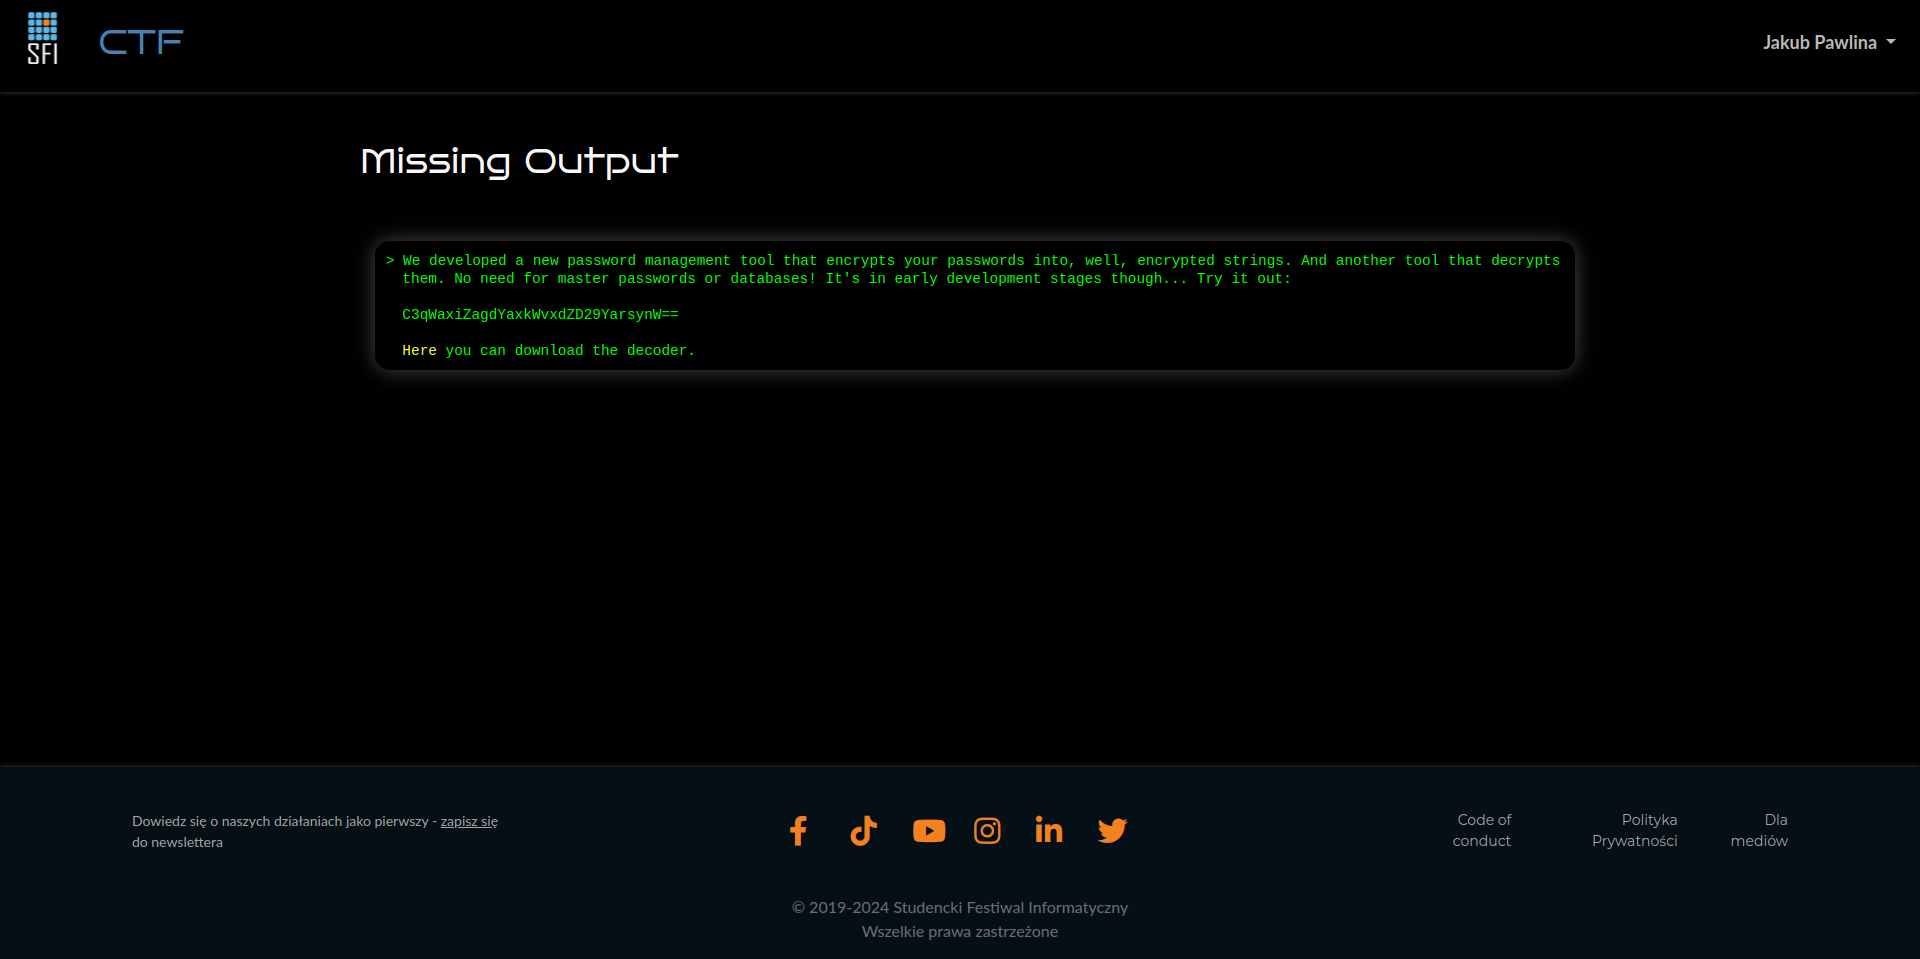 SFI
CTF
Jakub Pawlina
Missing Output
> We developed a new password management tool that encrypts your passwords into, well, encrypted strings. And another tool that decrypts
them. No need for master passwords or databases! It's in early development stages though... Try it out:
C3qWaxiZagdYaxkWvxdZD29YarsynW==
Here you can download the decoder.
Dowiedz się o naszych działaniach jako pierwszy - zapisz się
do newslettera
Code of
conduct
Polityka
Prywatności
Dla
mediów
© 2019-2024 Studencki Festiwal Informatyczny
Wszelkie prawa zastrzeżone